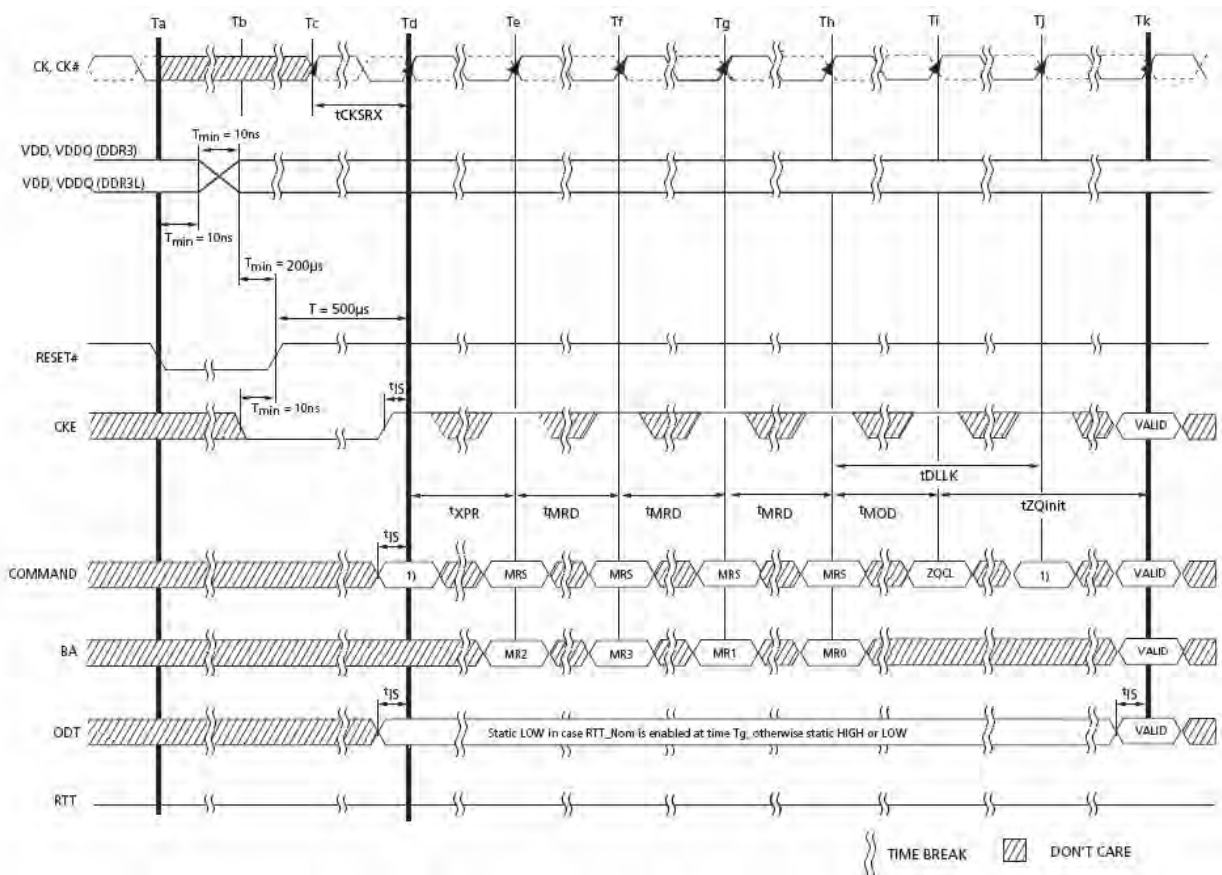 Ta Tb Tc Td Te Tf Tg Th Ti Tj Tk
CK, CK#
tCKSRX
Tmin = 10ns
VDD, VDDQ (DDR3)
VDD, VDDQ (DDR3L)
Tmin = 10ns
Tmin = 200µs
T = 500µs
RESET#
tIS
Tmin = 10ns
CKE
VALID
tDLLK
tXPR tMRD tMRD tMRD tMOD tZQinit
tIS
COMMAND 1) MRS MRS MRS MRS ZQCL 1) VALID
BA MR2 MR3 MR1 MR0 VALID
tIS tIS
ODT Static LOW in case RTT_Nom is enabled at time Tg, otherwise static HIGH or LOW VALID
RTT
TIME BREAK DON'T CARE